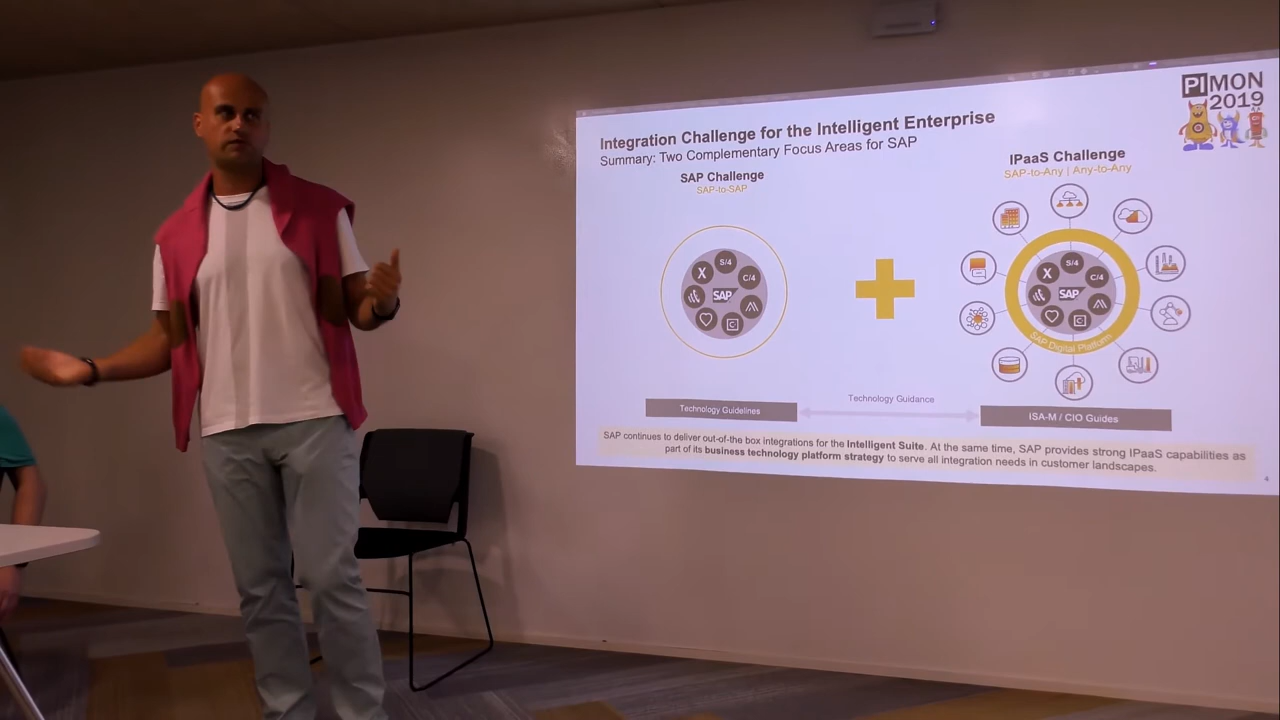 PIMON
2019
Integration Challenge for the Intelligent Enterprise
Summary: Two Complementary Focus Areas for SAP
SAP Challenge
SAP-to-SAP
IPaaS Challenge
SAP-to-Any | Any-to-Any
S/4
X
C/4
SAP
S/4
X
C/4
SAP
SAP Digital Platform
Technology Guidelines
Technology Guidance
ISA-M / CIO Guides
SAP continues to deliver out-of-the box integrations for the Intelligent Suite. At the same time, SAP provides strong IPaaS capabilities as
part of its business technology platform strategy to serve all integration needs in customer landscapes.
4